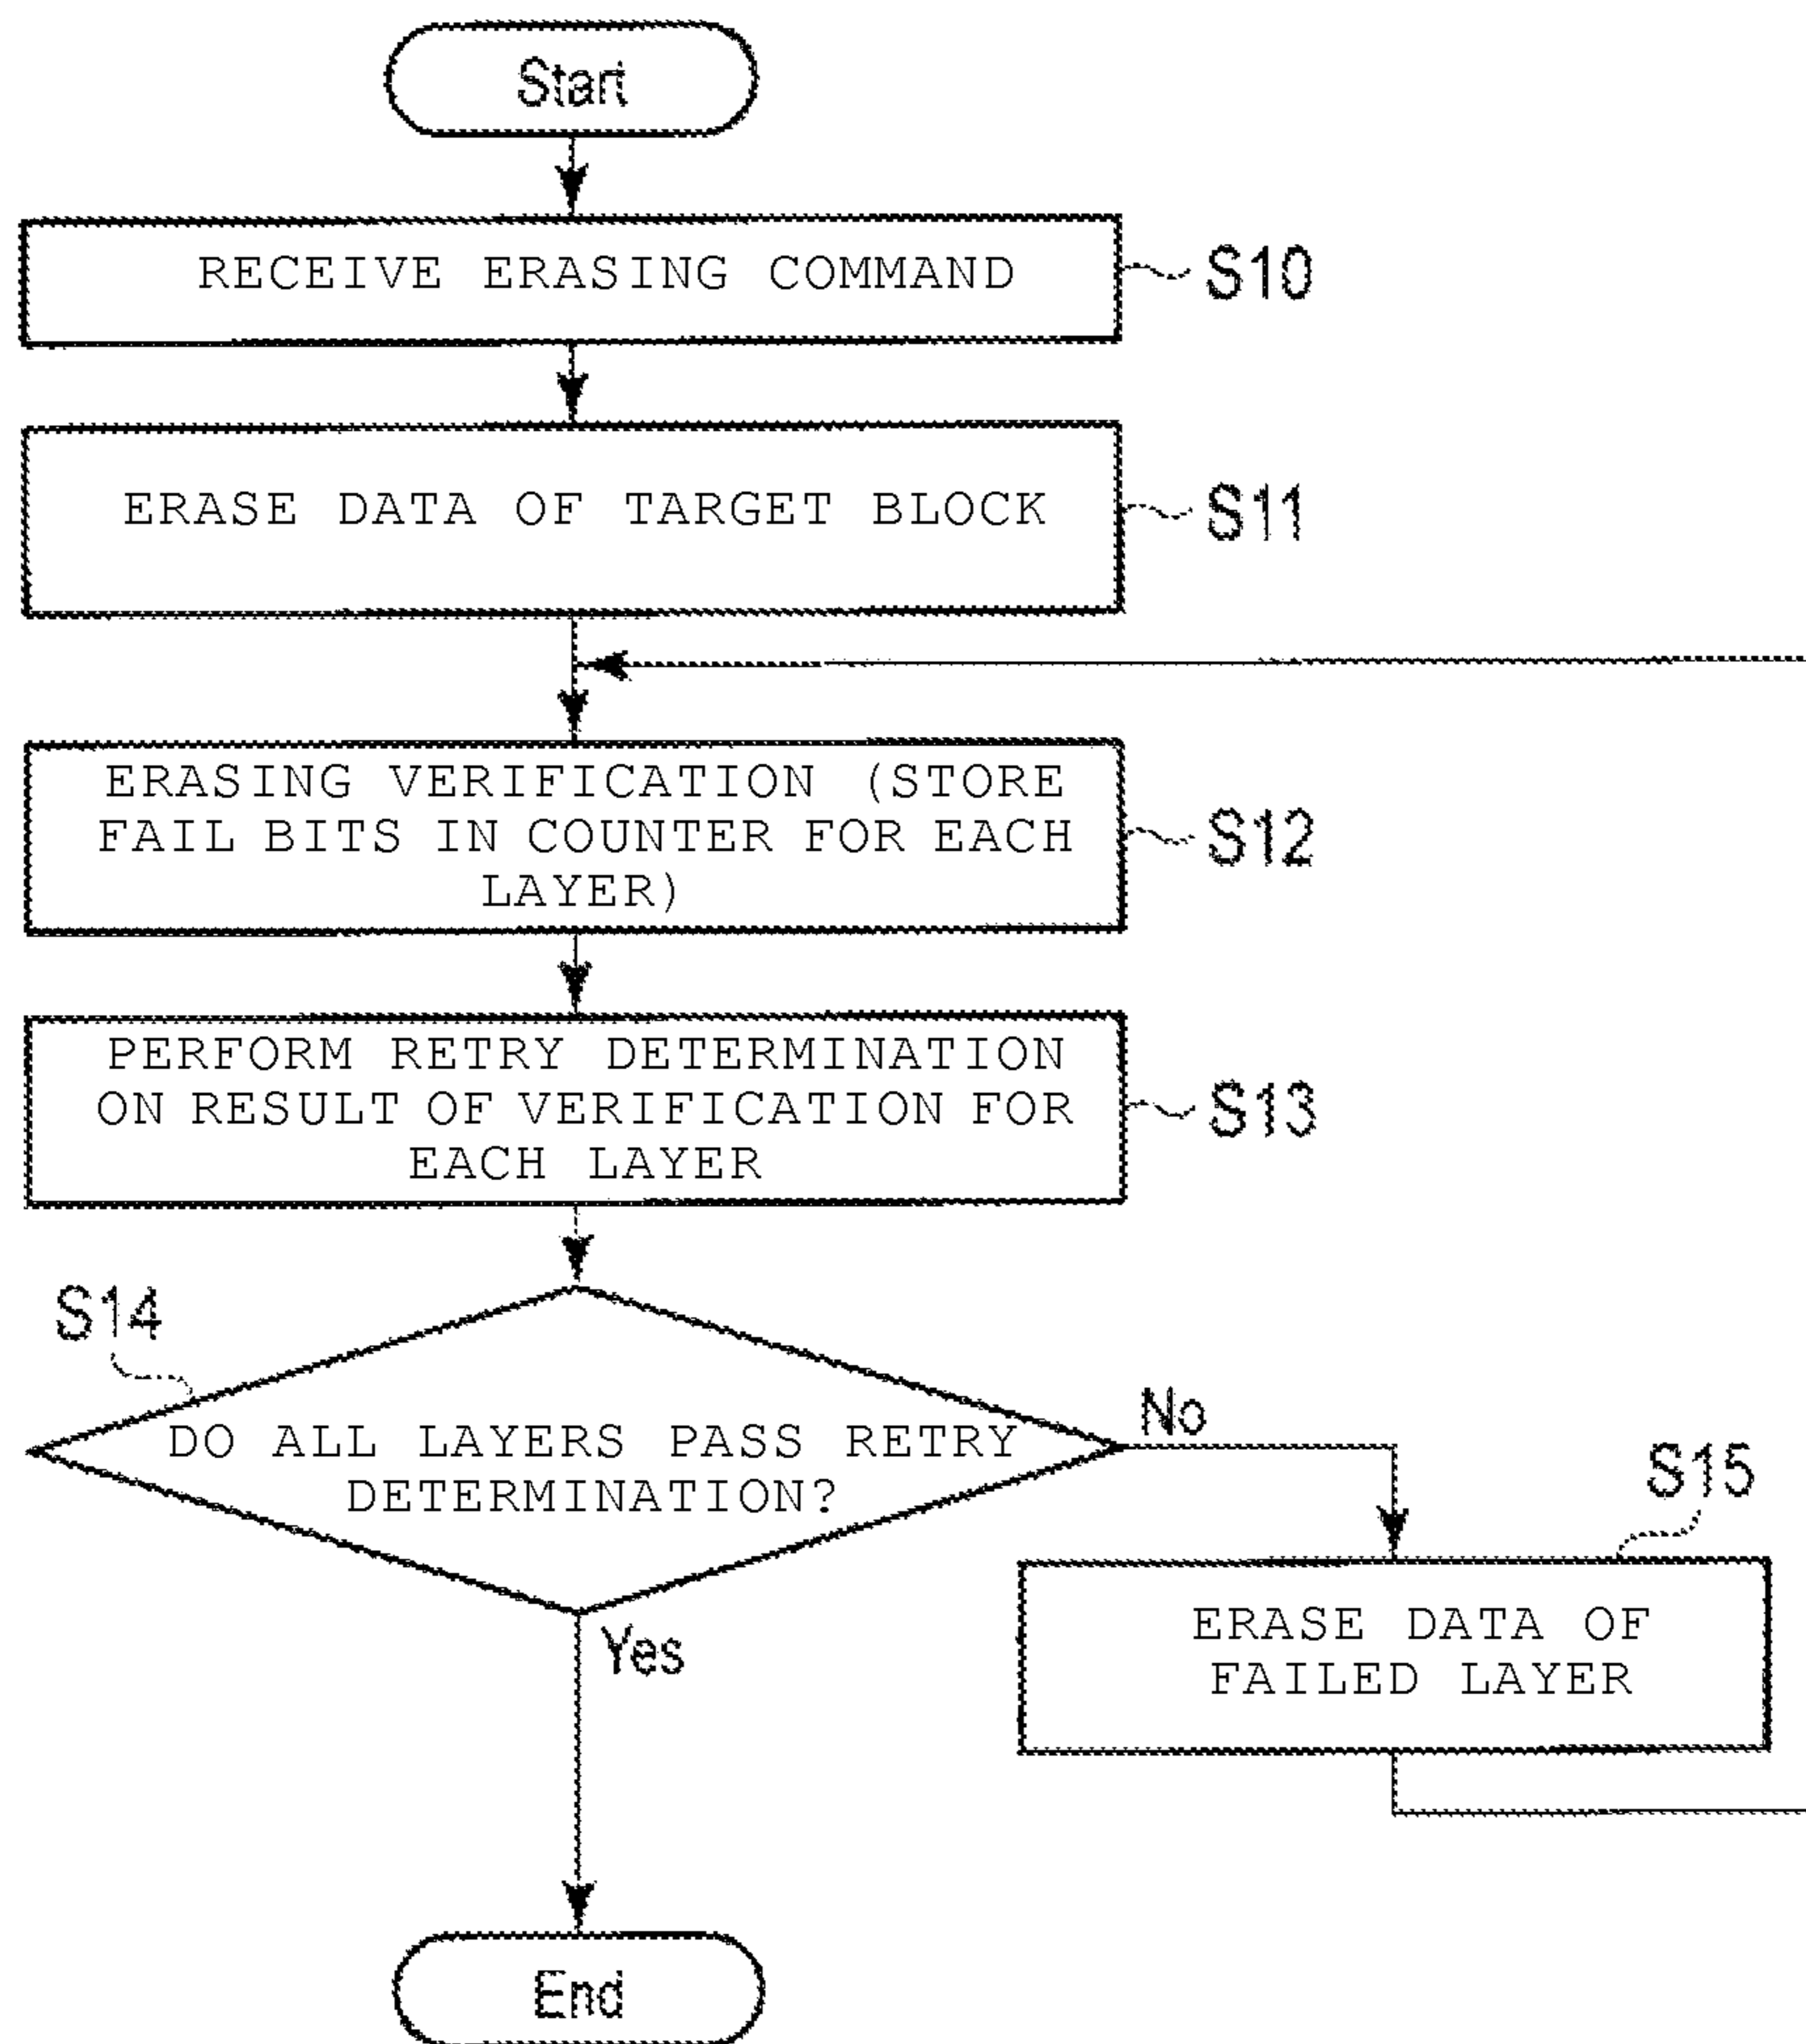 Start
RECEIVE ERASING COMMAND
S10
ERASE DATA OF TARGET BLOCK
S11
ERASING VERIFICATION (STORE
FAIL BITS IN COUNTER FOR EACH
LAYER)
S12
PERFORM RETRY DETERMINATION
ON RESULT OF VERIFICATION FOR
EACH LAYER
S13
S14
DO ALL LAYERS PASS RETRY
DETERMINATION?
No
Yes
S15
ERASE DATA OF
FAILED LAYER
End